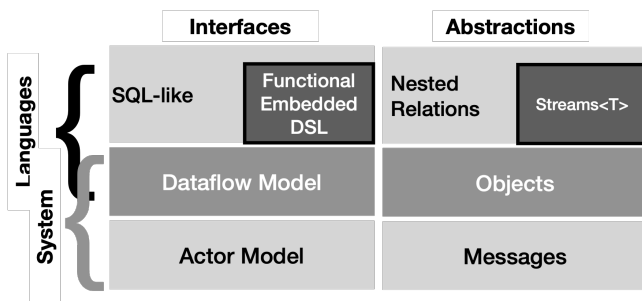 Interfaces
Abstractions
Languages
System
SQL-like
Functional
Embedded
DSL
Nested
Relations
Streams<T>
Dataflow Model
Objects
Actor Model
Messages